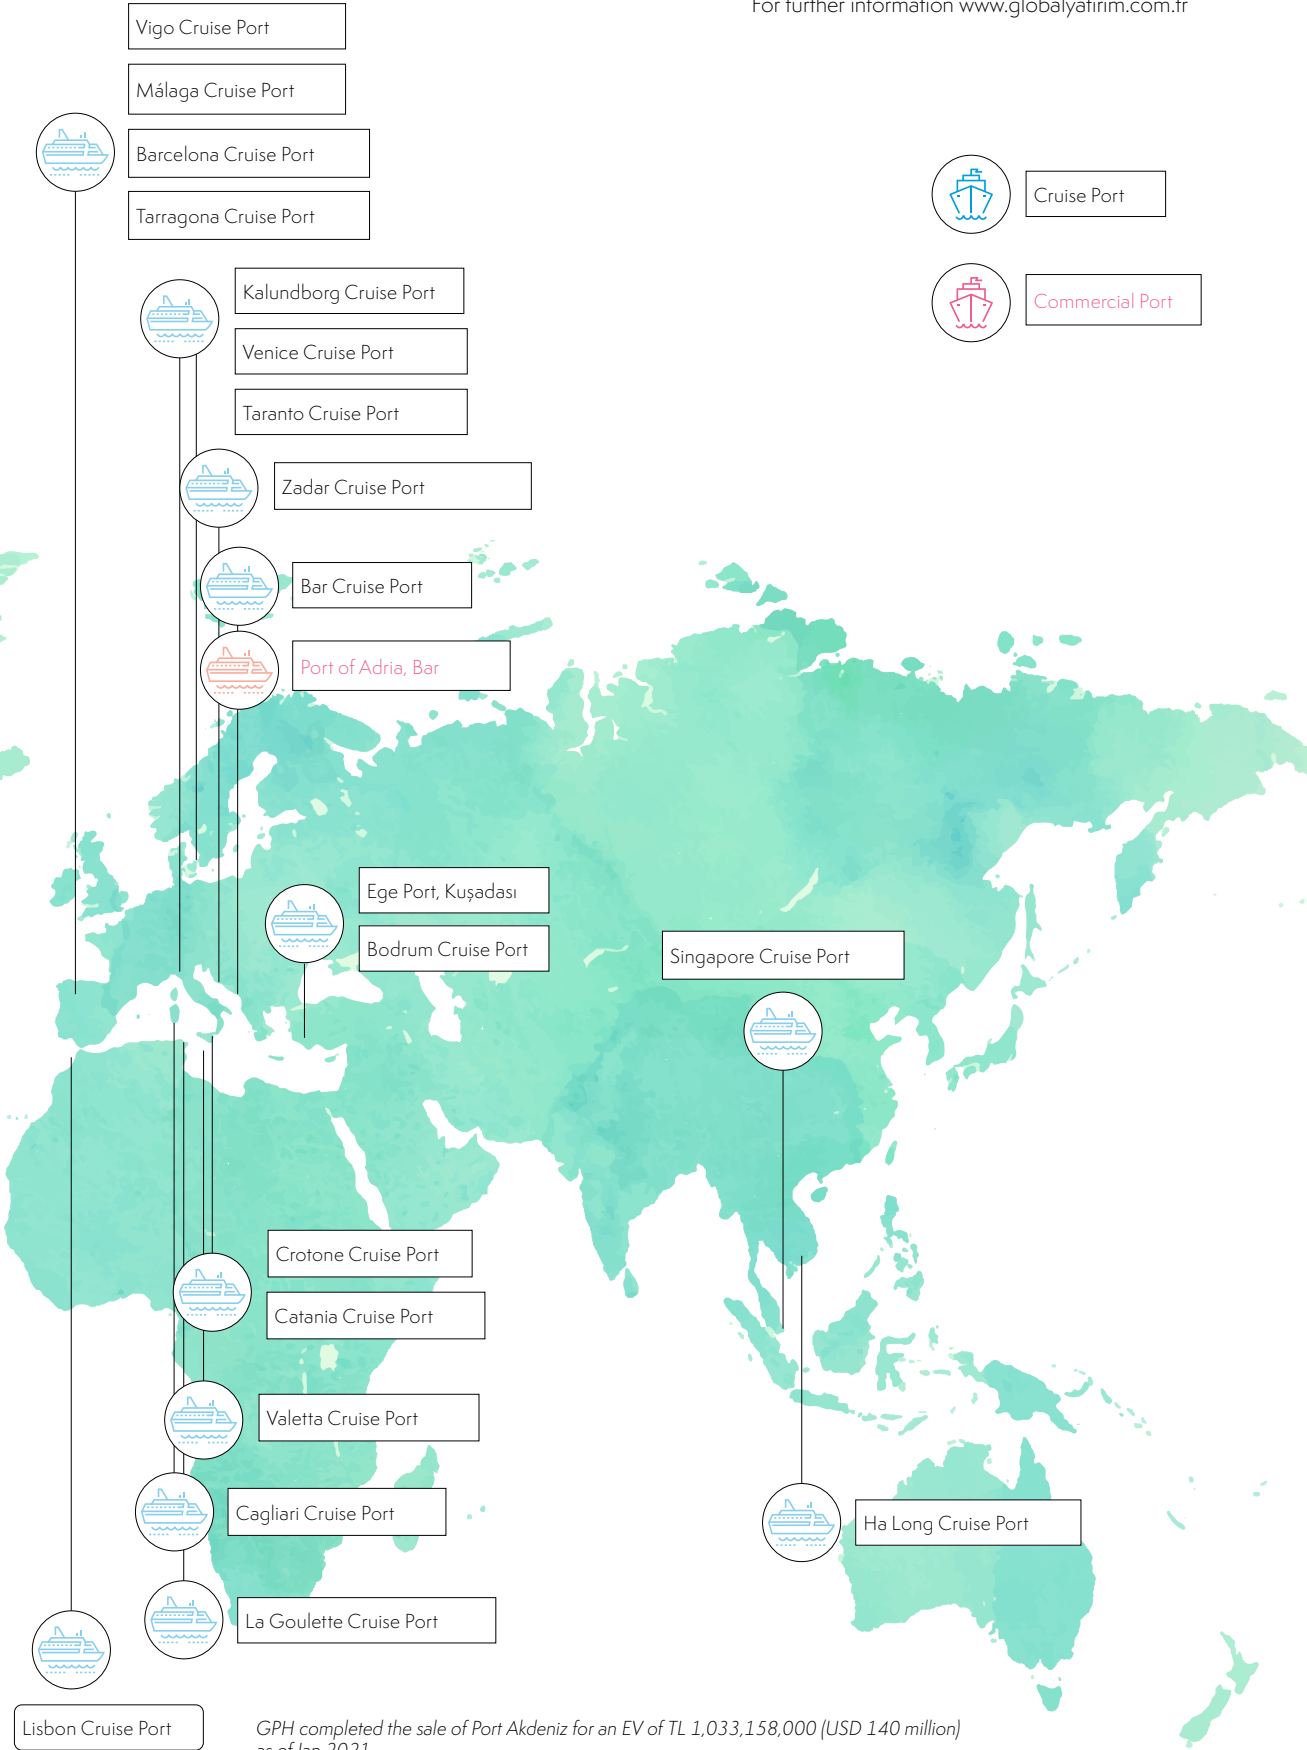 For further information www.globalyatirim.com.tr
Vigo Cruise Port
Málaga Cruise Port
Barcelona Cruise Port
Tarragona Cruise Port
Cruise Port
Commercial Port
Kalundborg Cruise Port
Venice Cruise Port
Taranto Cruise Port
Zadar Cruise Port
Bar Cruise Port
Port of Adria, Bar
Ege Port, Kuşadası
Bodrum Cruise Port
Singapore Cruise Port
Crotone Cruise Port
Catania Cruise Port
Valetta Cruise Port
Cagliari Cruise Port
Ha Long Cruise Port
La Goulette Cruise Port
Lisbon Cruise Port
GPH completed the sale of Port Akdeniz for an EV of TL 1,033,158,000 (USD 140 million)
as of Jan 2021